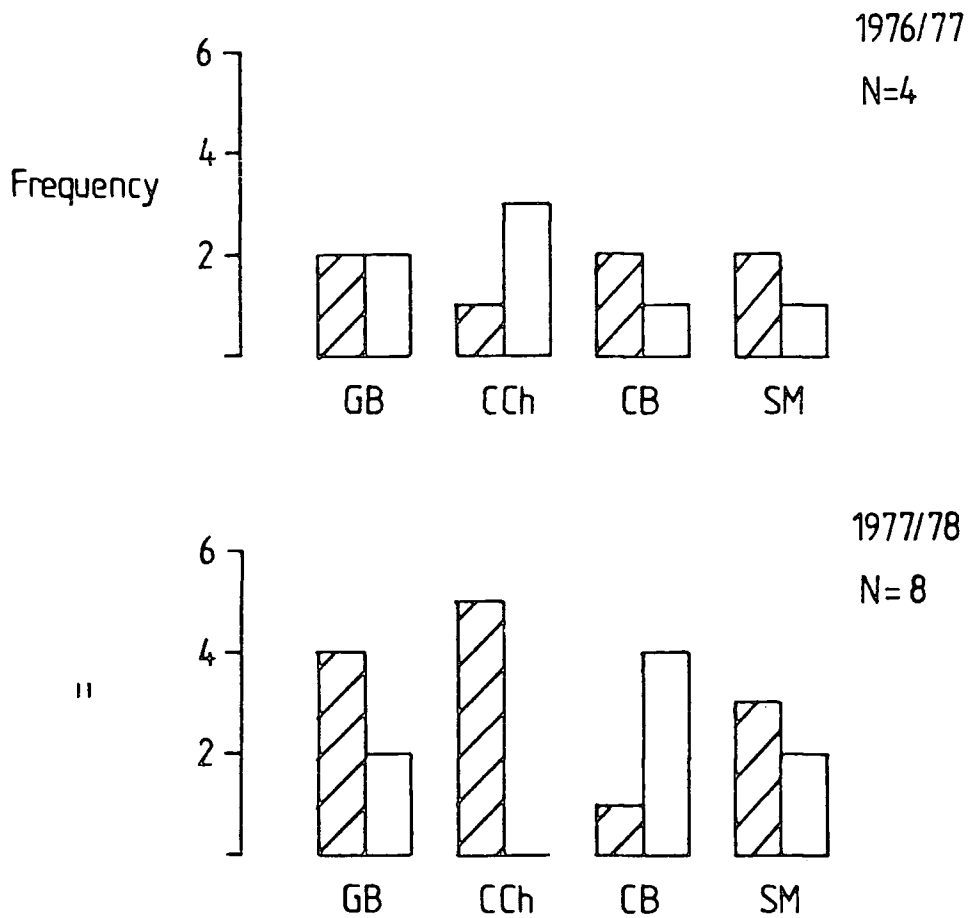 1976/77
N=4
6
4
Frequency
2
GB CCh CB SM
1977/78
N= 8
6
4
"
2
GB CCh CB SM